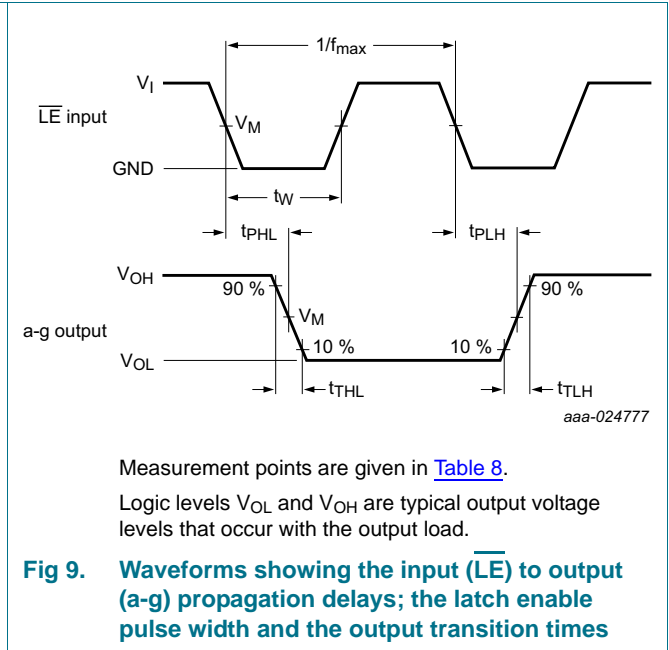 1/fmax
VI
LE input
VM
GND
tW
tPHL
tPLH
VOH
90 %
90 %
VM
a-g output
10 %
10 %
VOL
tTHL
tTLH
aaa-024777
Measurement points are given in Table 8.
Logic levels VOL and VOH are typical output voltage
levels that occur with the output load.
Fig 9. Waveforms showing the input (LE) to output
(a-g) propagation delays; the latch enable
pulse width and the output transition times